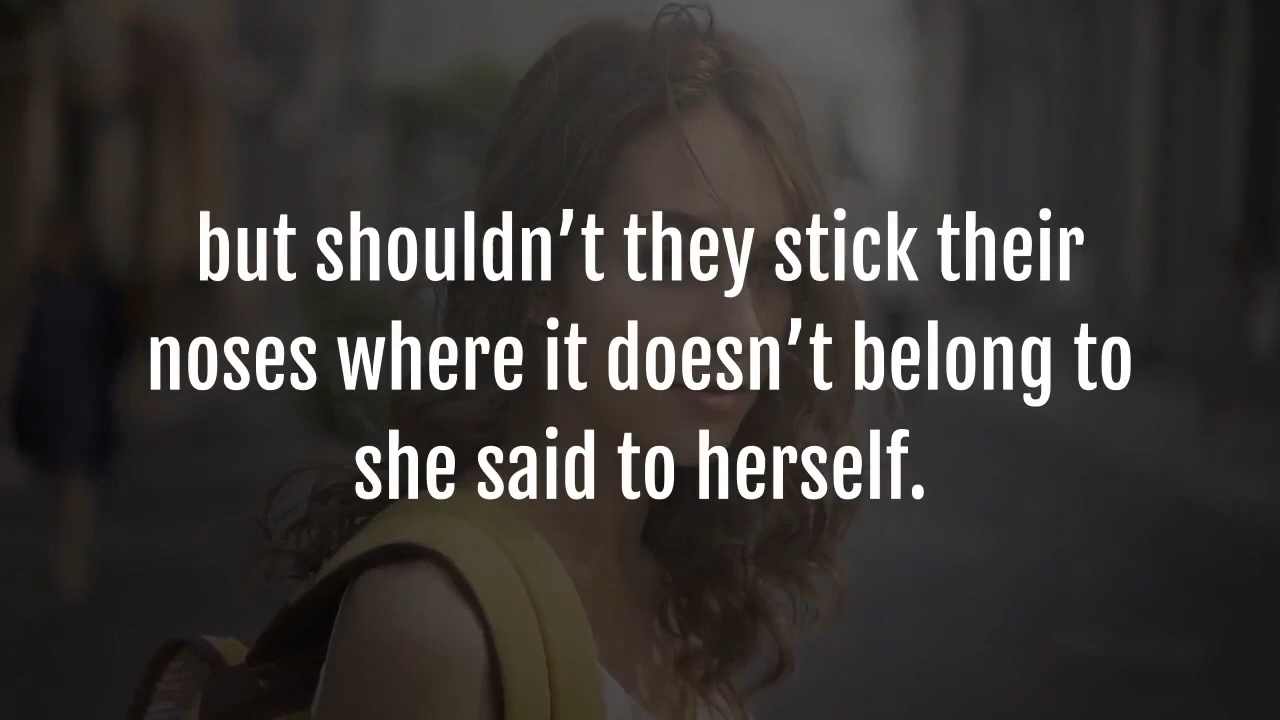 but shouldn’t they stick their
noses where it doesn’t belong to
she said to herself.